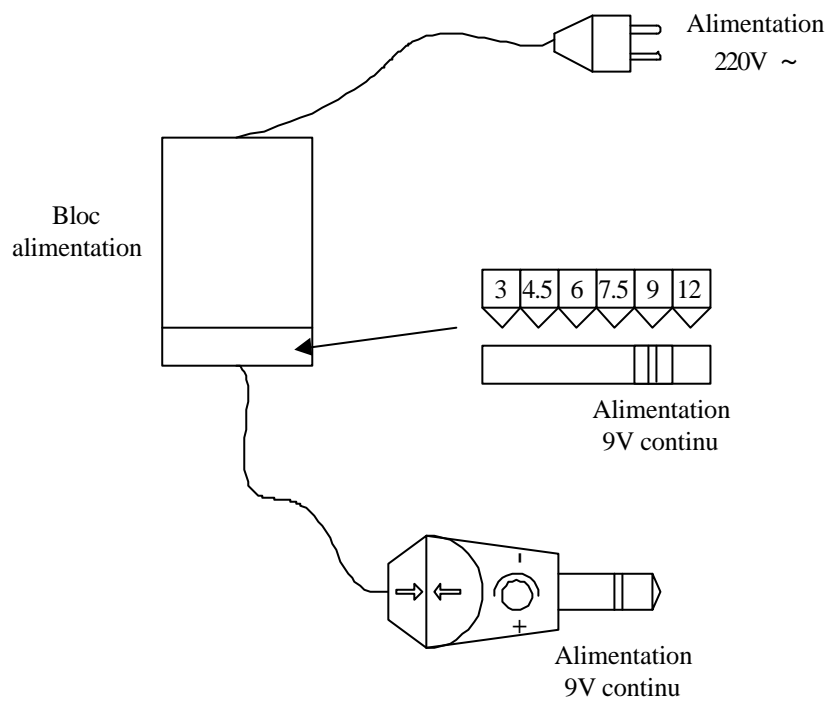 Alimentation
220V ~
Bloc
alimentation
3 4.5 6 7.5 9 12
Alimentation
9V continu
-
+
Alimentation
9V continu